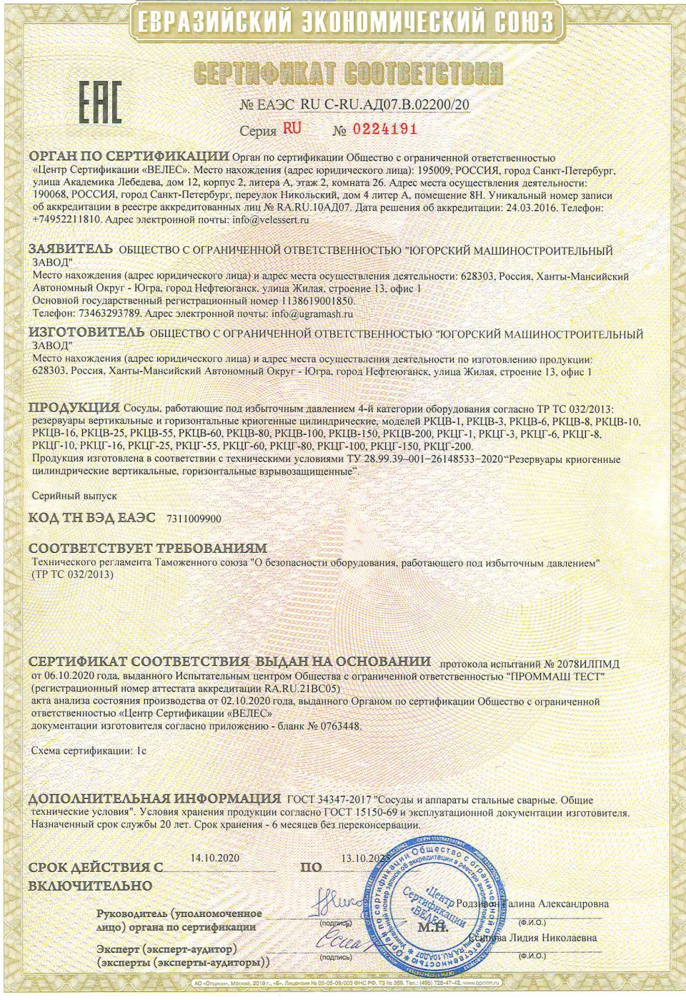 ЕВРАЗИЙСКИЙ ЭКОНОМИЧЕСКИЙ СОЮЗ
СЕРТИФИКАТ СООТВЕТСТВИЯ
ЕАС
№ ЕАЭС RU С-RU.АД07.В.02200/20
Серия RU № 0224191
ОРГАН ПО СЕРТИФИКАЦИИ Орган по сертификации Общество с ограниченной ответственностью
«Центр Сертификации «ВЕЛЕС». Место нахождения (адрес юридического лица): 195009, РОССИЯ, город Санкт-Петербург,
улица Академика Лебедева, дом 12, корпус 2, литера А, этаж 2, комната 26. Адрес места осуществления деятельности:
190068, РОССИЯ, город Санкт-Петербург, переулок Никольский, дом 4 литер А, помещение 8Н. Уникальный номер записи
об аккредитации в реестре аккредитованных лиц № RA.RU.10АД07. Дата решения об аккредитации: 24.03.2016. Телефон:
+74952211810. Адрес электронной почты: info@velessert.ru
ЗАЯВИТЕЛЬ ОБЩЕСТВО С ОГРАНИЧЕННОЙ ОТВЕТСТВЕННОСТЬЮ "ЮГОРСКИЙ МАШИНОСТРОИТЕЛЬНЫЙ
ЗАВОД"
Место нахождения (адрес юридического лица) и адрес места осуществления деятельности: 628303, Россия, Ханты-Мансийский
Автономный Округ - Югра, город Нефтеюганск, улица Жилая, строение 13, офис 1
Основной государственный регистрационный номер 1138619001850.
Телефон: 73463293789. Адрес электронной почты: info@ugramash.ru
ИЗГОТОВИТЕЛЬ ОБЩЕСТВО С ОГРАНИЧЕННОЙ ОТВЕТСТВЕННОСТЬЮ "ЮГОРСКИЙ МАШИНОСТРОИТЕЛЬНЫЙ
ЗАВОД"
Место нахождения (адрес юридического лица) и адрес места осуществления деятельности по изготовлению продукции:
628303, Россия, Ханты-Мансийский Автономный Округ - Югра, город Нефтеюганск, улица Жилая, строение 13, офис 1
ПРОДУКЦИЯ Сосуды, работающие под избыточным давлением 4-й категории оборудования согласно ТР ТС 032/2013:
резервуары вертикальные и горизонтальные криогенные цилиндрические, моделей РКЦВ-1, РКЦВ-3, РКЦВ-6, РКЦВ-8, РКЦВ-10,
РКЦВ-16, РКЦВ-25, РКЦВ-55, РКЦВ-60, РКЦВ-80, РКЦВ-100, РКЦВ-150, РКЦВ-200, РКЦГ-1, РКЦГ-3, РКЦГ-6, РКЦГ-8,
РКЦГ-10, РКЦГ-16, РКЦГ-25, РКЦГ-55, РКЦГ-60, РКЦГ-80, РКЦГ-100, РКЦГ-150, РКЦГ-200.
Продукция изготовлена в соответствии с техническими условиями ТУ 28.99.39–001–26148533–2020 “Резервуары криогенные
цилиндрические вертикальные, горизонтальные взрывозащищенные”.
Серийный выпуск
КОД ТН ВЭД ЕАЭС 7311009900
СООТВЕТСТВУЕТ ТРЕБОВАНИЯМ
Технического регламента Таможенного союза "О безопасности оборудования, работающего под избыточным давлением"
(ТР ТС 032/2013)
СЕРТИФИКАТ СООТВЕТСТВИЯ ВЫДАН НА ОСНОВАНИИ протокола испытаний № 2078ИЛПМД
от 06.10.2020 года, выданного Испытательным центром Общества с ограниченной ответственностью "ПРОММАШ ТЕСТ"
(регистрационный номер аттестата аккредитации RA.RU.21ВС05)
акта анализа состояния производства от 02.10.2020 года, выданного Органом по сертификации Общество с ограниченной
ответственностью «Центр Сертификации «ВЕЛЕС»
документации изготовителя согласно приложению - бланк № 0763448.
Схема сертификации: 1с
ДОПОЛНИТЕЛЬНАЯ ИНФОРМАЦИЯ ГОСТ 34347-2017 "Сосуды и аппараты стальные сварные. Общие
технические условия". Условия хранения продукции согласно ГОСТ 15150-69 и эксплуатационной документации изготовителя.
Назначенный срок службы 20 лет. Срок хранения - 6 месяцев без переконсервации.
СРОК ДЕЙСТВИЯ С 14.10.2020 ПО 13.10.2025
ВКЛЮЧИТЕЛЬНО
Руководитель (уполномоченное
лицо) органа по сертификации
(подпись)
М.П.
Родзивон Галина Александровна
(Ф.И.О.)
Эксперт (эксперт-аудитор)
(эксперты (эксперты-аудиторы))
(подпись)
Есипова Лидия Николаевна
(Ф.И.О.)
Орган по сертификации Общество с ограниченной ответственностью
Уникальный номер записи об аккредитации в реестре аккредитованных лиц RA.RU.10АД07
«Центр
Сертификации
«ВЕЛЕС»
АО «Опцион», Москва, 2019 г., «Б». Лицензия № 05-05-09/003 ФНС РФ, ТЗ № 369. Тел.: (495) 726-47-42, www.opcion.ru